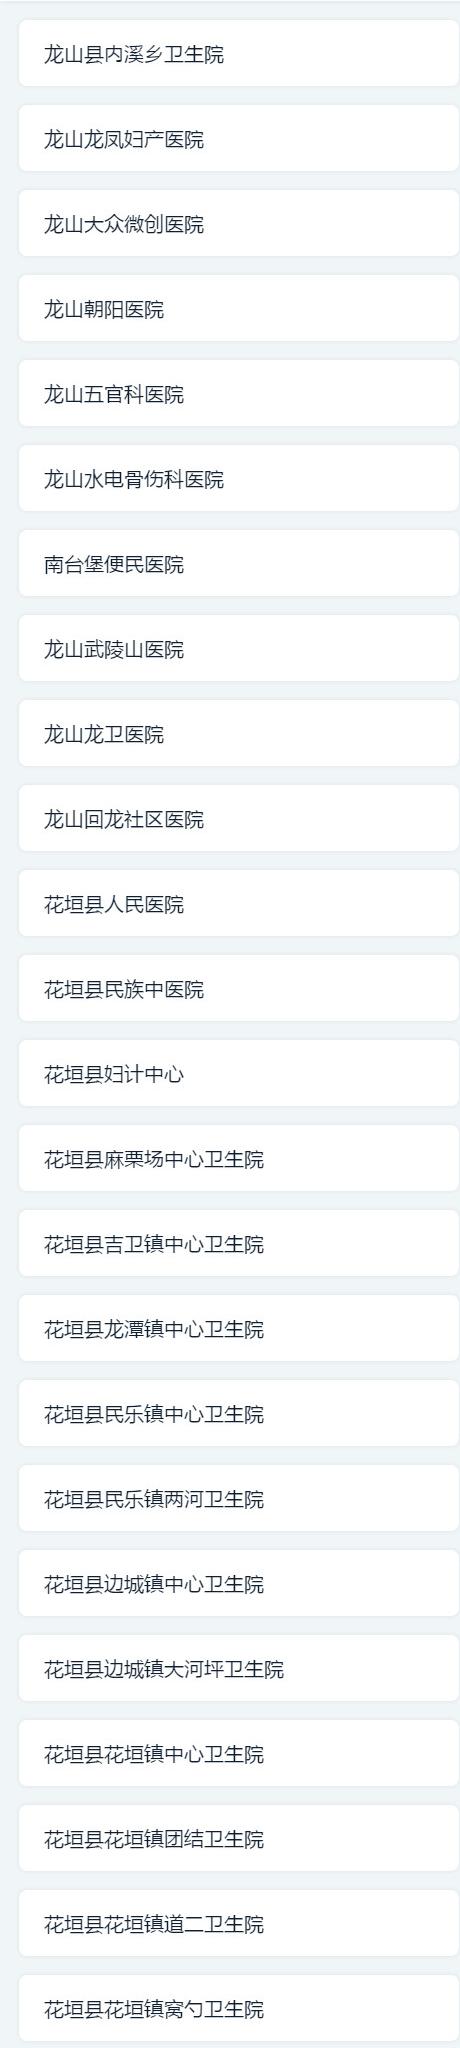 龙山县内溪乡卫生院
龙山龙凤妇产医院
龙山大众微创医院
龙山朝阳医院
龙山五官科医院
龙山水电骨伤科医院
南台堡便民医院
龙山武陵山医院
龙山龙卫医院
龙山回龙社区医院
花垣县人民医院
花垣县民族中医院
花垣县妇计中心
花垣县麻栗场中心卫生院
花垣县吉卫镇中心卫生院
花垣县龙潭镇中心卫生院
花垣县民乐镇中心卫生院
花垣县民乐镇两河卫生院
花垣县边城镇中心卫生院
花垣县边城镇大河坪卫生院
花垣县花垣镇中心卫生院
花垣县花垣镇团结卫生院
花垣县花垣镇道二卫生院
花垣县花垣镇窝勺卫生院